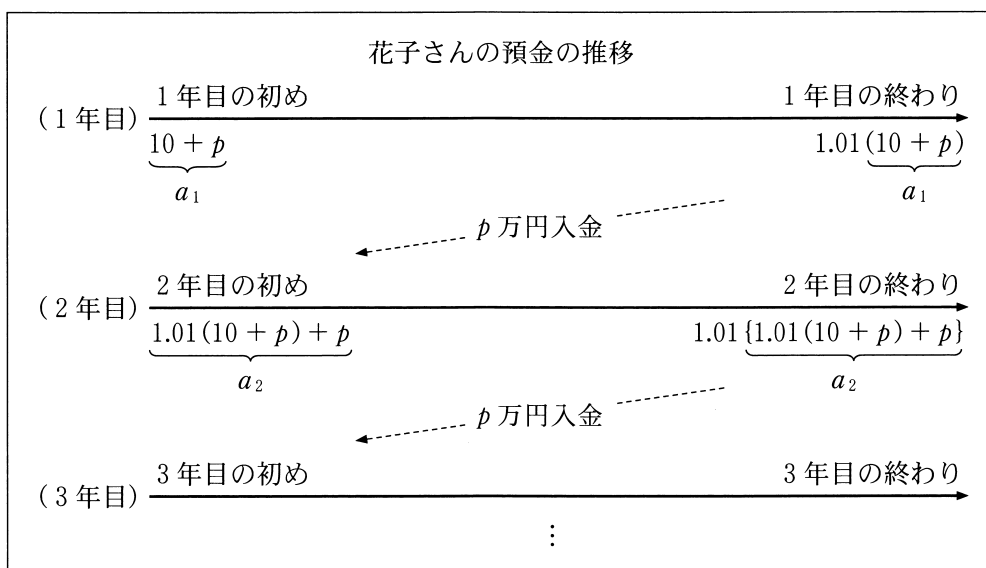 花子さんの預金の推移
1年目の初め 1年目の終わり
(1年目)
10 + p 1.01(10 + p)
a₁ a₁
p万円入金
2年目の初め 2年目の終わり
(2年目)
1.01(10 + p) + p 1.01{1.01(10 + p) + p}
a₂ a₂
p万円入金
3年目の初め 3年目の終わり
(3年目)
⋮